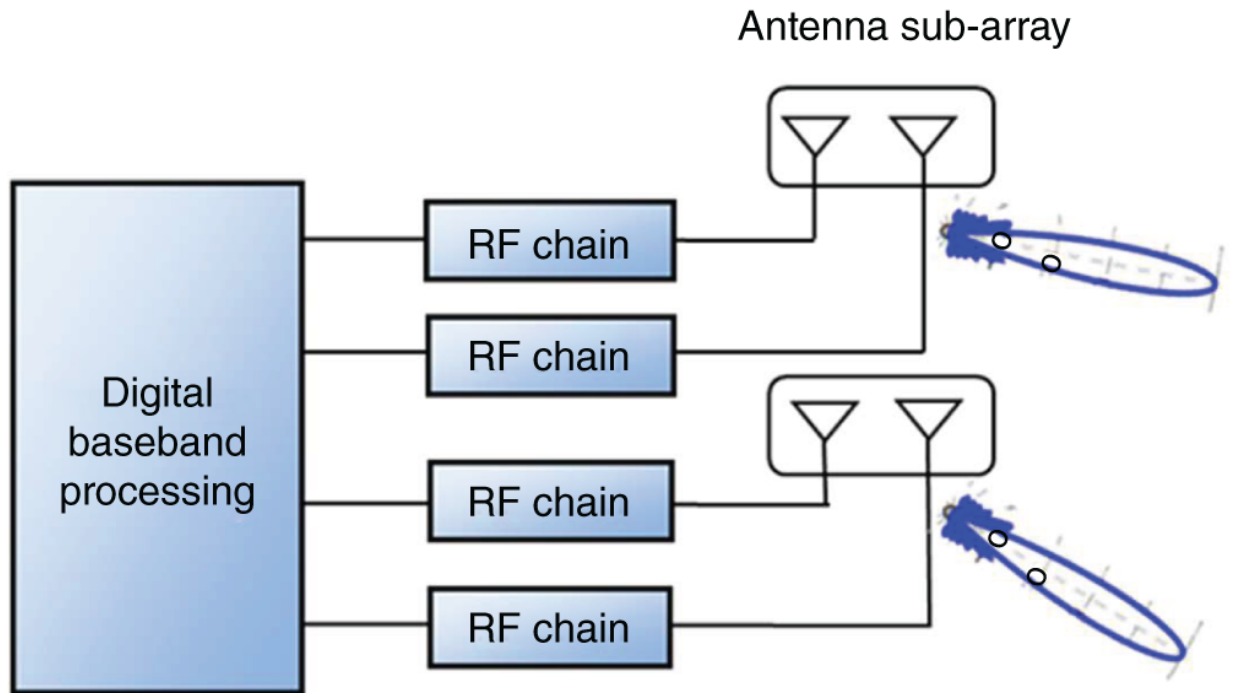 Antenna sub-array
RF chain
RF chain
Digital
baseband
processing
RF chain
RF chain